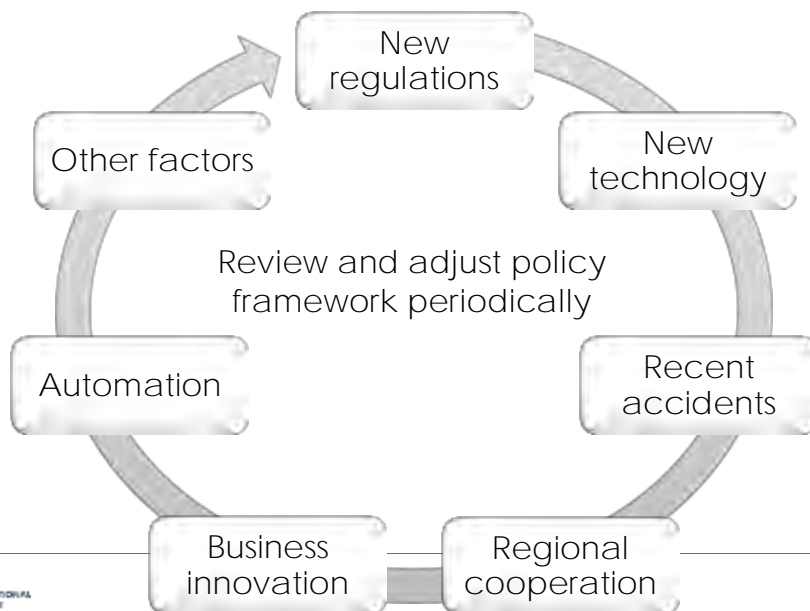 New
regulations
New
technology
Other factors
Review and adjust policy
framework periodically
Recent
accidents
Automation
Regional
cooperation
Business
innovation